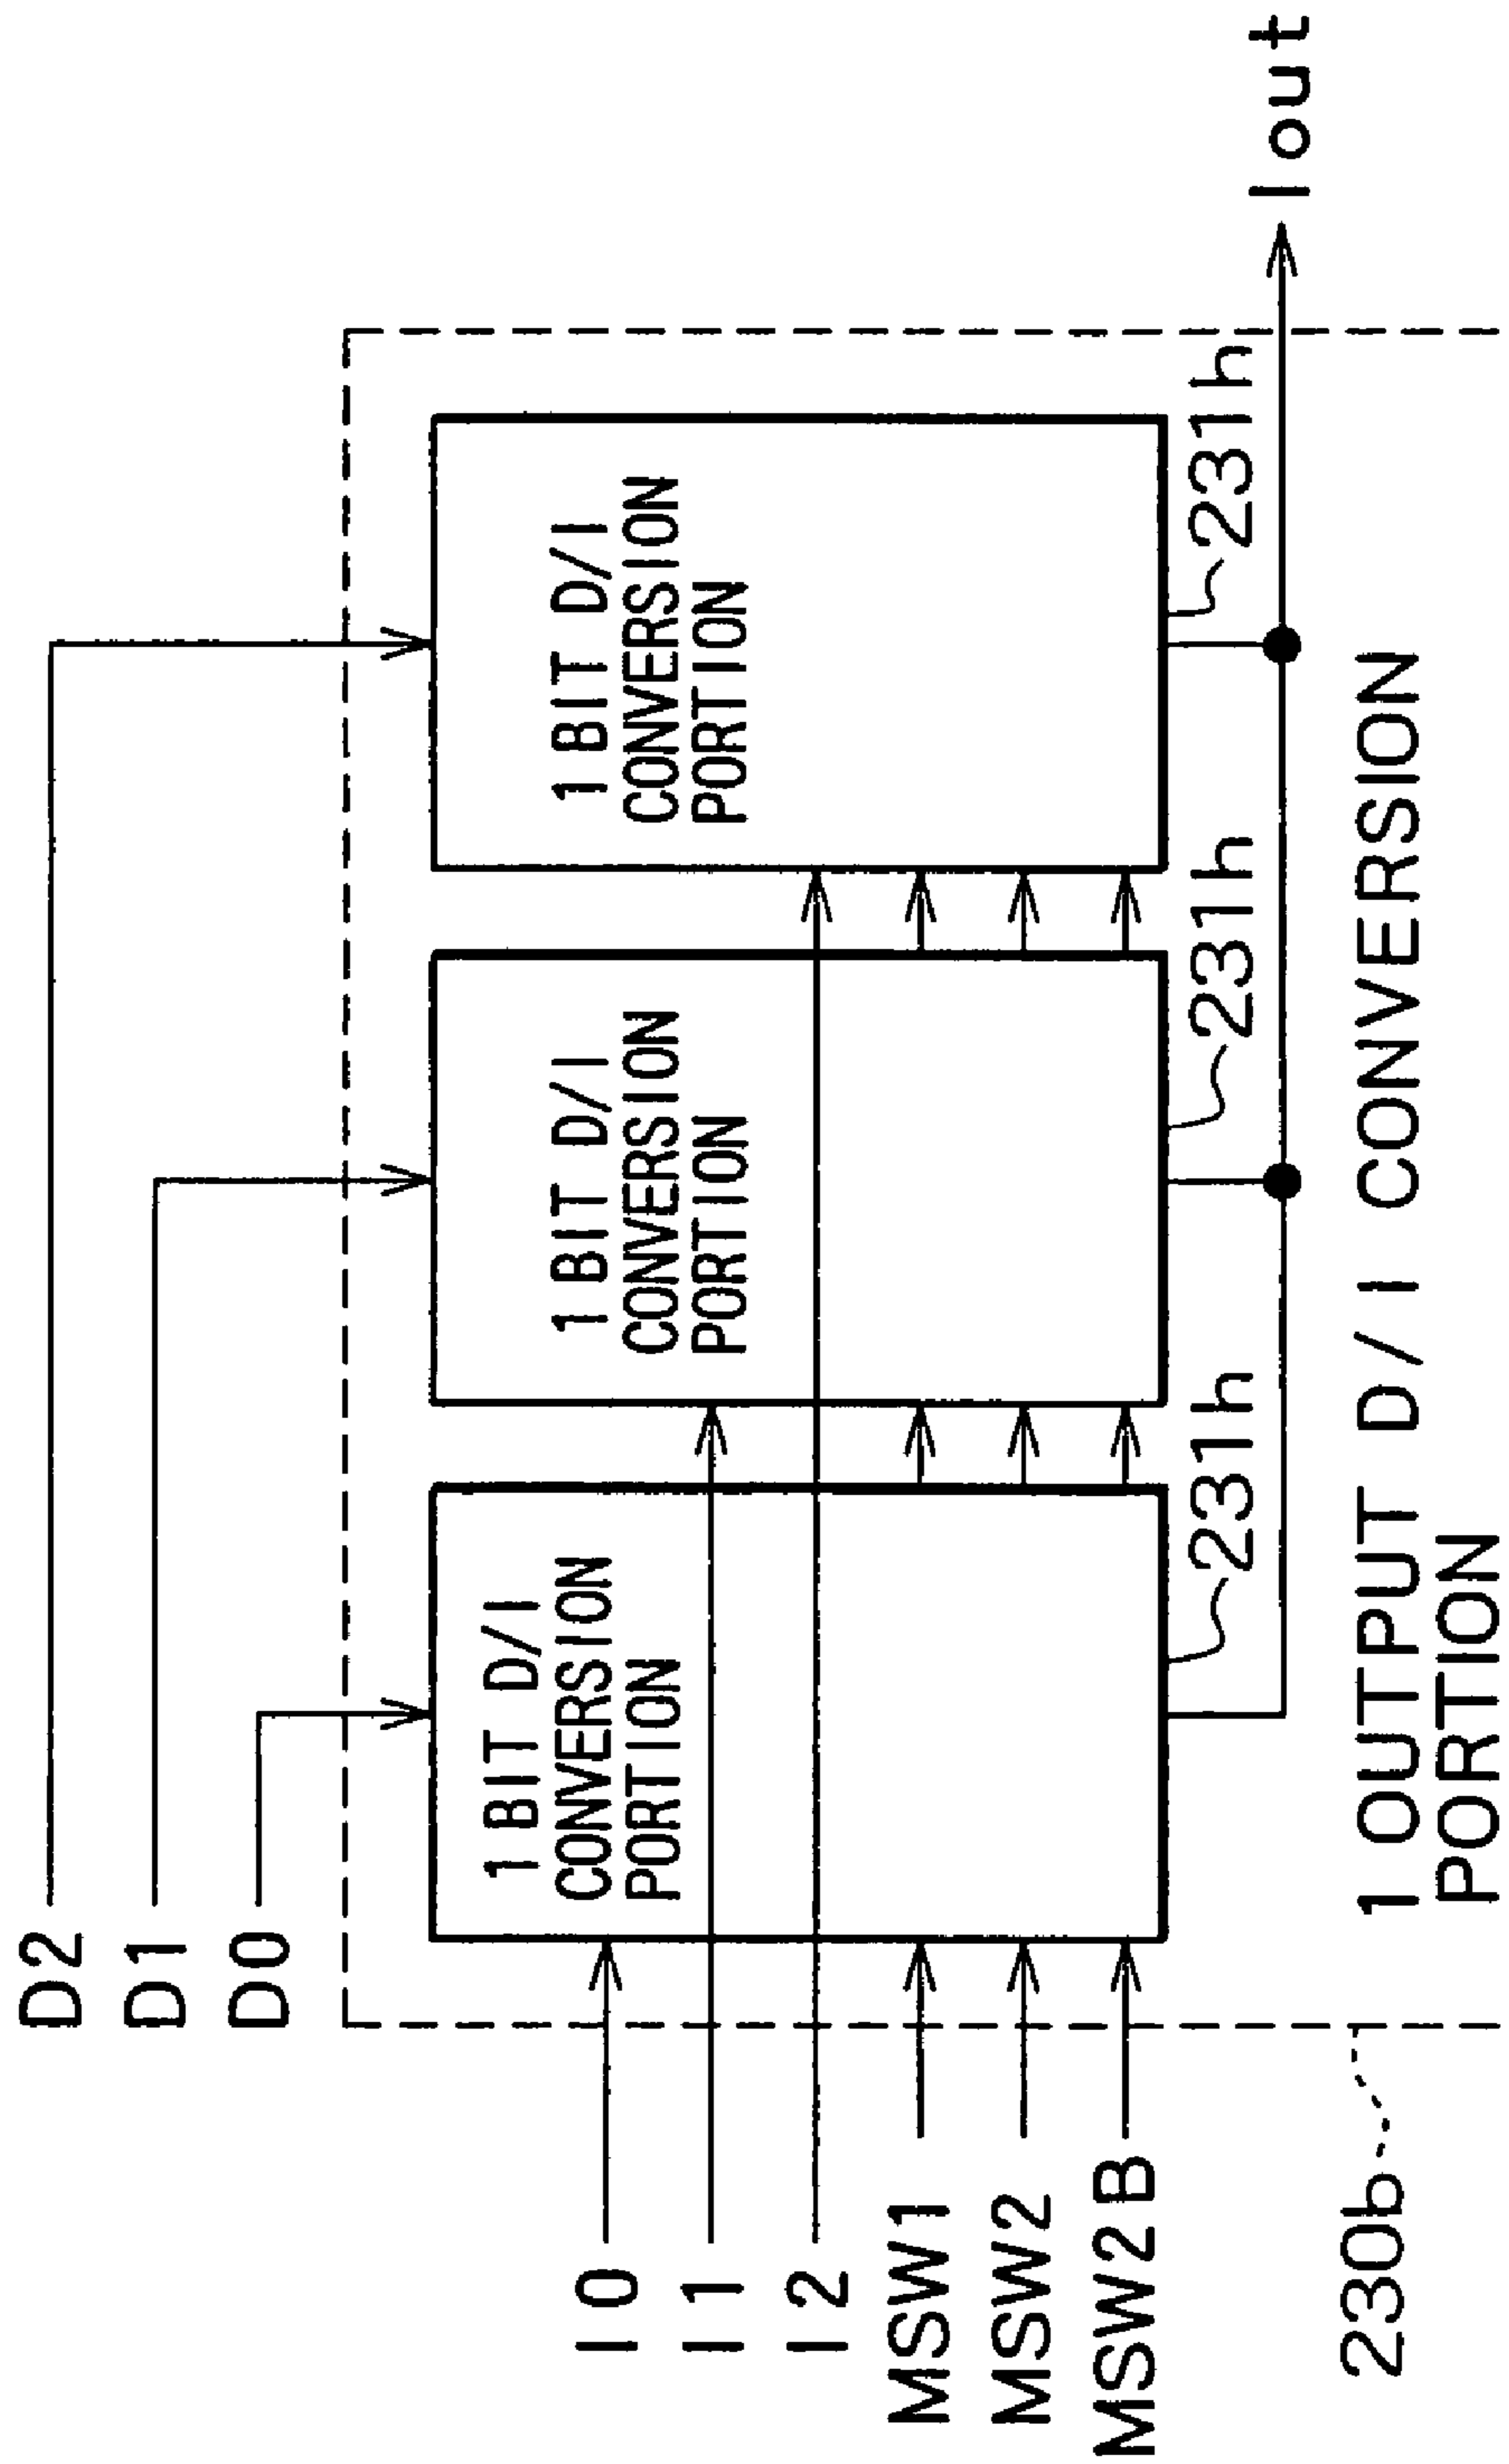 D2
D1
D0
1 BIT D/I
CONVERSION
PORTION
1 BIT D/I
CONVERSION
PORTION
1 BIT D/I
CONVERSION
PORTION
I0
I1
I2
MSW1
MSW2
MSW2B
231h
231h
231h
Iout
230b
1 OUTPUT D/I CONVERSION
PORTION